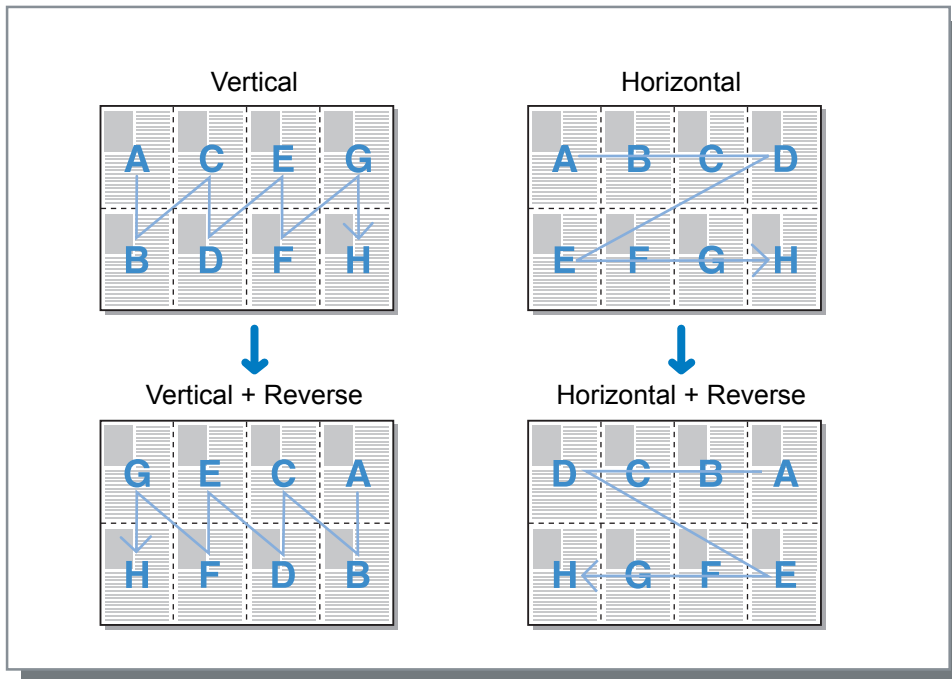 Vertical
A C E G
B D F H
Vertical + Reverse
G E C A
H F D B
Horizontal
A B C D
E F G H
Horizontal + Reverse
D C B A
H G F E